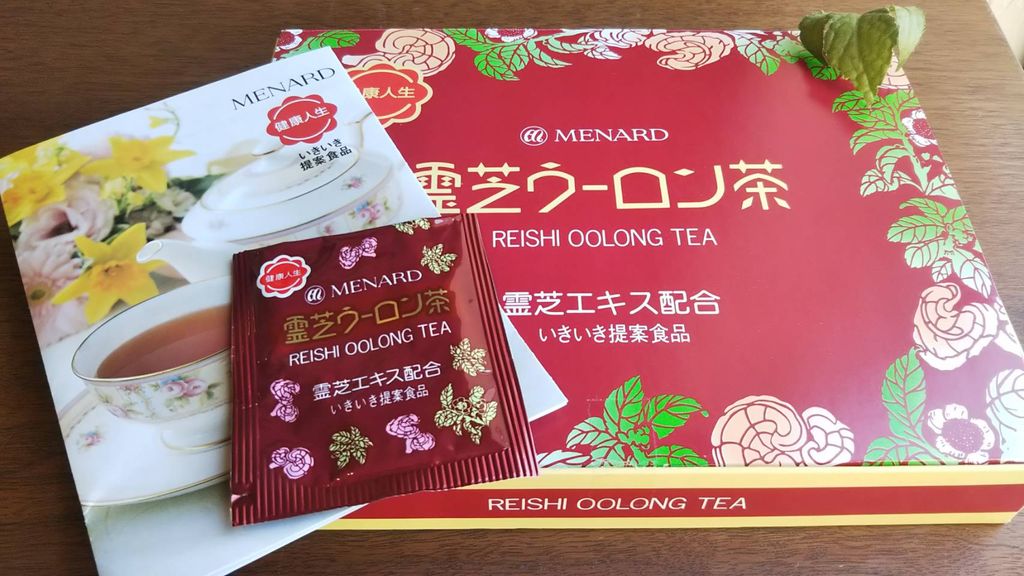 MENARD
健康人生
いきいき
提案食品
康人生
MENARD
霊芝ウーロン茶
REISHI OOLONG TEA
霊芝エキス配合
いきいき提案食品
REISHI OOLONG TEA
健康人生
MENARD
霊芝ウーロン茶
REISHI OOLONG TEA
霊芝エキス配合
いきいき提案食品